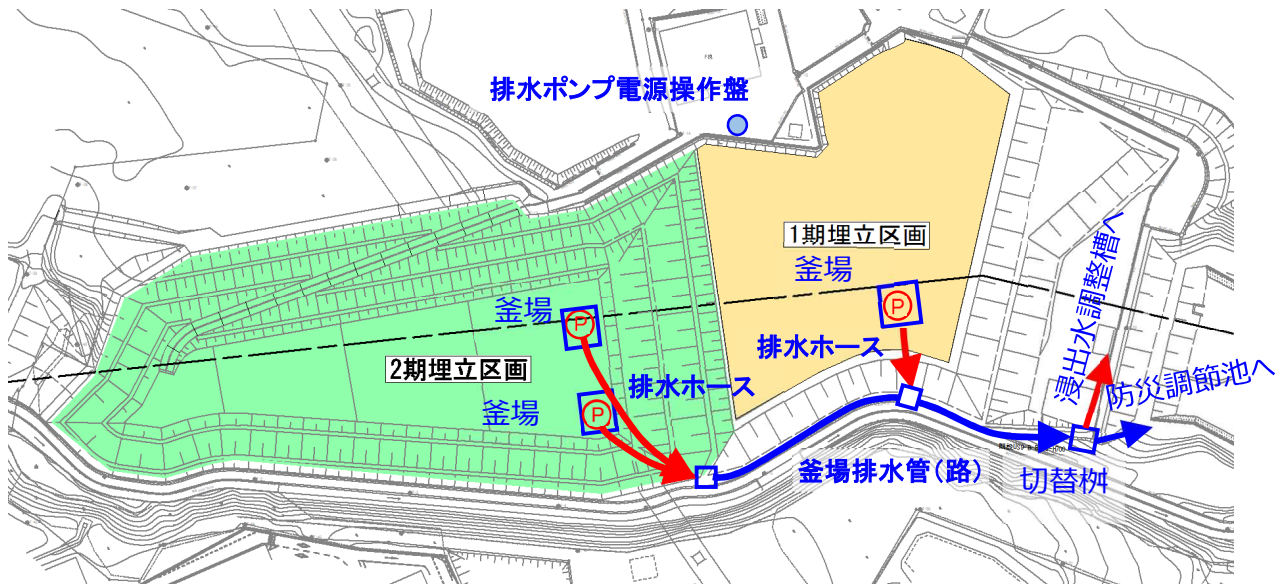 排水ポンプ電源操作盤
1期埋立区画
釜場
釜場
排水ホース
2期埋立区画
排水ホース
釜場
P
P
P
浸出水調整槽へ
防災調節池へ
釜場排水管(路)
切替桝